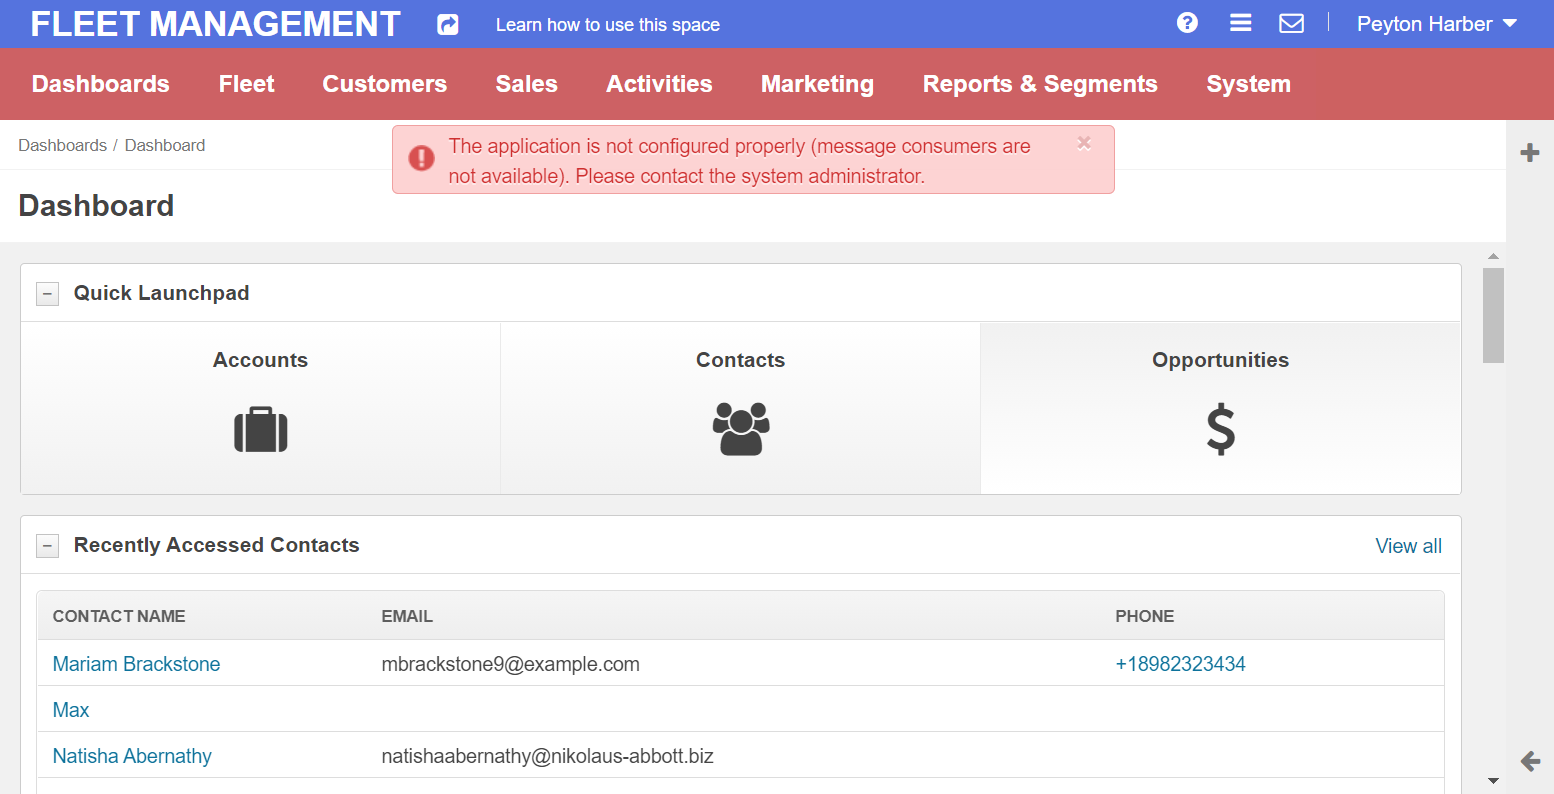 FLEET MANAGEMENT
Learn how to use this space
Peyton Harber
Dashboards Fleet Customers Sales Activities Marketing Reports & Segments System
Dashboards / Dashboard
The application is not configured properly (message consumers are
not available). Please contact the system administrator.
Dashboard
Quick Launchpad
Accounts Contacts Opportunities
Recently Accessed Contacts
View all
CONTACT NAME EMAIL PHONE
Mariam Brackstone mbrackstone9@example.com +18982323434
Max
Natisha Abernathy natishaabernathy@nikolaus-abbott.biz